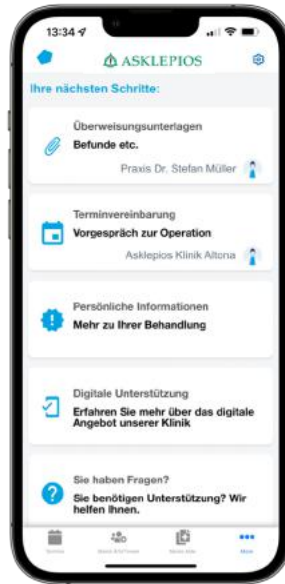 13:34
ASKLEPIOS
Ihre nächsten Schritte:
Überweisungsunterlagen
Befunde etc.
Praxis Dr. Stefan Müller
Terminvereinbarung
Vorgespräch zur Operation
Asklepios Klinik Altona
Persönliche Informationen
Mehr zu Ihrer Behandlung
Digitale Unterstützung
Erfahren Sie mehr über das digitale
Angebot unserer Klinik
Sie haben Fragen?
Sie benötigen Unterstützung? Wir
helfen Ihnen.